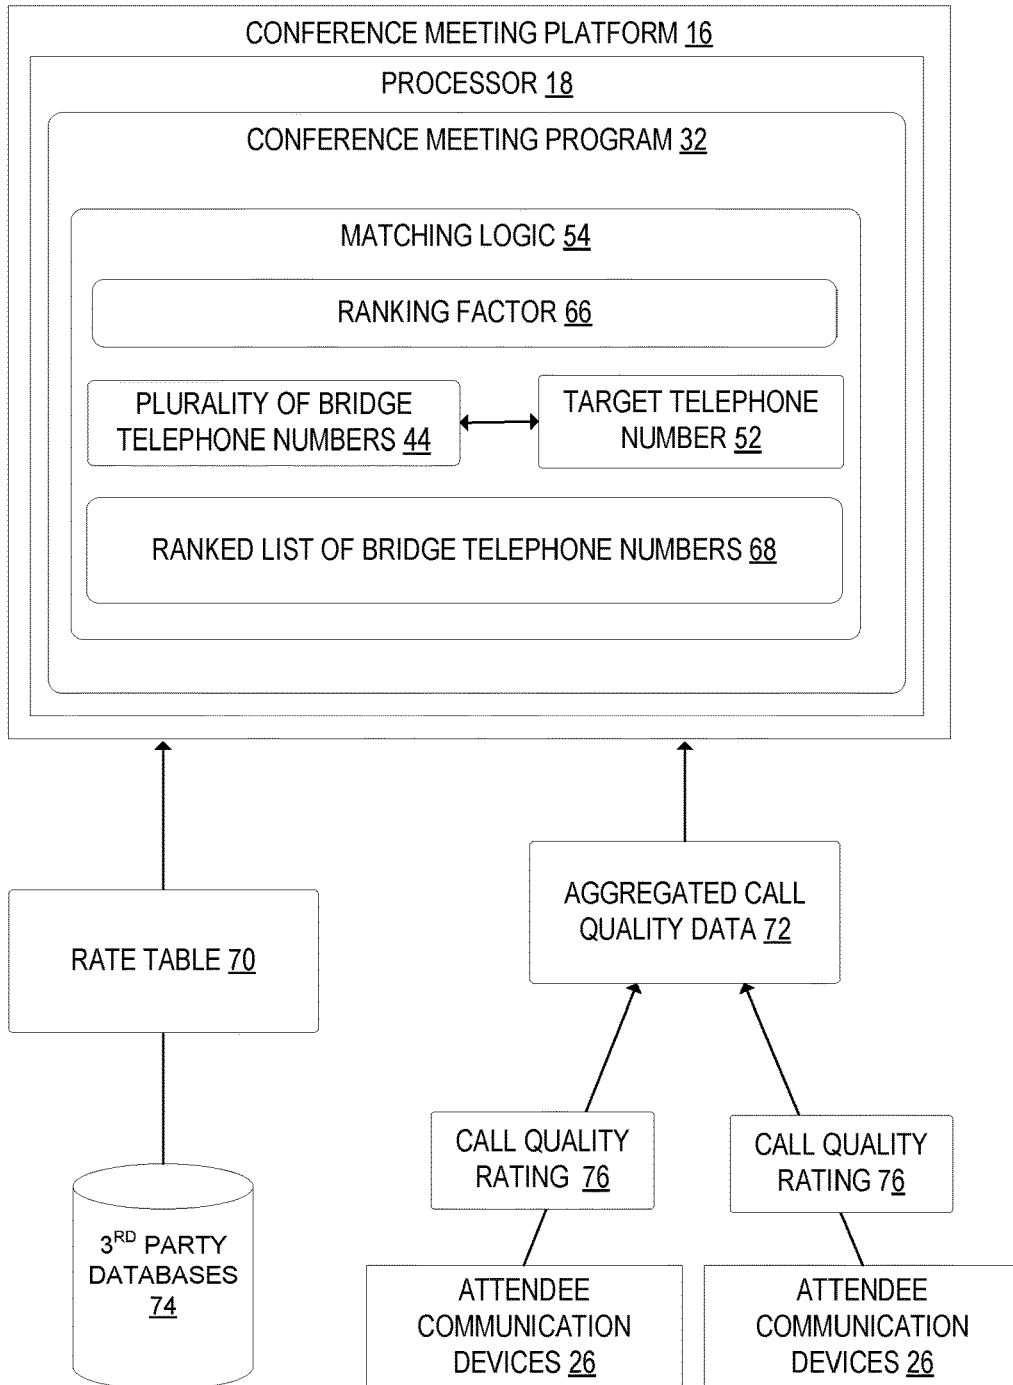 CONFERENCE MEETING PLATFORM 16
PROCESSOR 18
CONFERENCE MEETING PROGRAM 32
MATCHING LOGIC 54
RANKING FACTOR 66
PLURALITY OF BRIDGE
TELEPHONE NUMBERS 44
TARGET TELEPHONE
NUMBER 52
RANKED LIST OF BRIDGE TELEPHONE NUMBERS 68
RATE TABLE 70
AGGREGATED CALL
QUALITY DATA 72
CALL QUALITY
RATING 76
CALL QUALITY
RATING 76
3RD PARTY
DATABASES
74
ATTENDEE
COMMUNICATION
DEVICES 26
ATTENDEE
COMMUNICATION
DEVICES 26